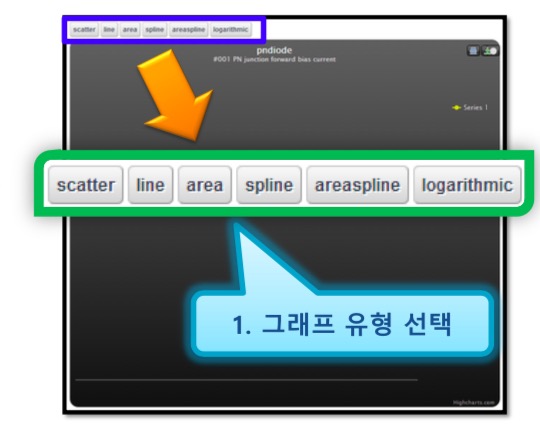 scatter line area spline areaspline logarithmic
pndiode
#001 PN junction forward bias current
Series 1
scatter line area spline areaspline logarithmic
1. 그래프 유형 선택
Highcharts.com